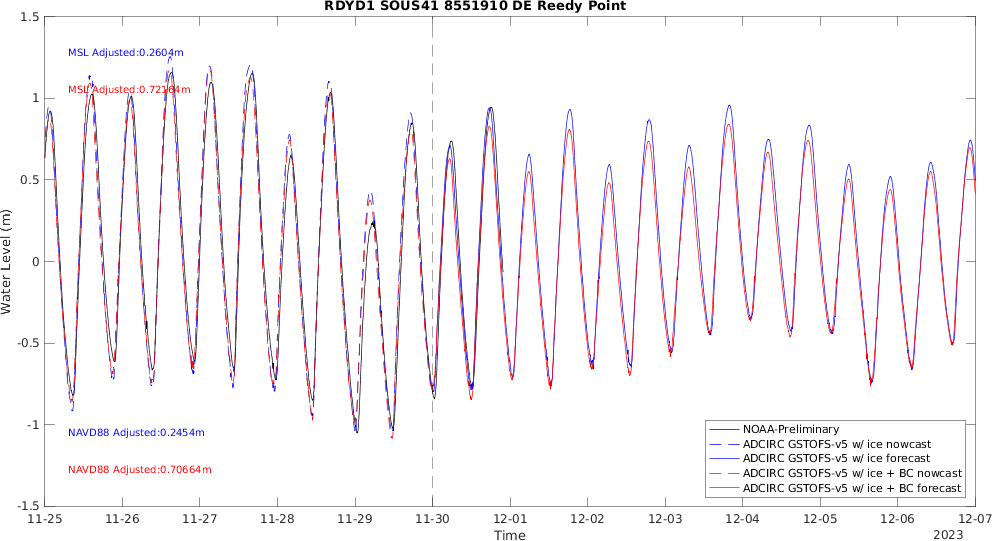 RDYD1 SOUS41 8551910 DE Reedy Point
1.5
1
0.5
0
-0.5
-1
-1.5
Water Level (m)
MSL Adjusted:0.2604m
MSL Adjusted:0.72164m
NAVD88 Adjusted:0.2454m
NAVD88 Adjusted:0.70664m
NOAA-Preliminary
ADCIRC GSTOFS-v5 w/ ice nowcast
ADCIRC GSTOFS-v5 w/ ice forecast
ADCIRC GSTOFS-v5 w/ ice + BC nowcast
ADCIRC GSTOFS-v5 w/ ice + BC forecast
11-25 11-26 11-27 11-28 11-29 11-30 12-01 12-02 12-03 12-04 12-05 12-06 12-07
Time
2023